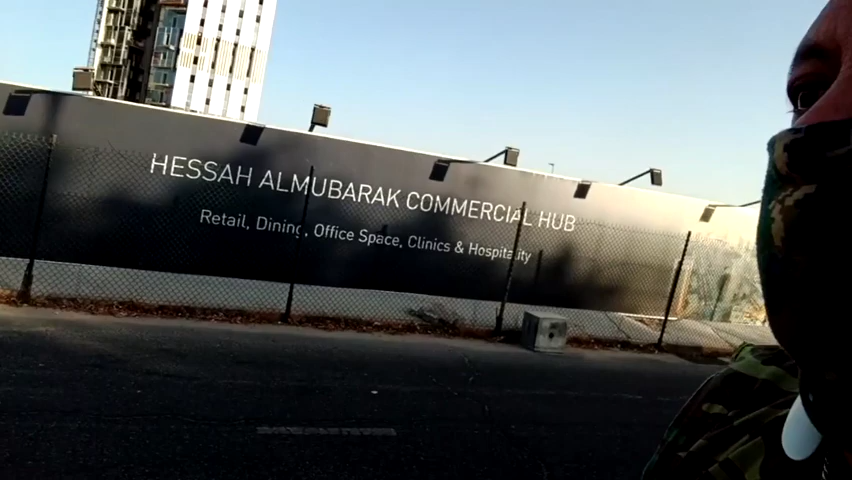 HESSAH ALMUBARAK COMMERCIAL HUB
Retail, Dining, Office Space, Clinics & Hospitality